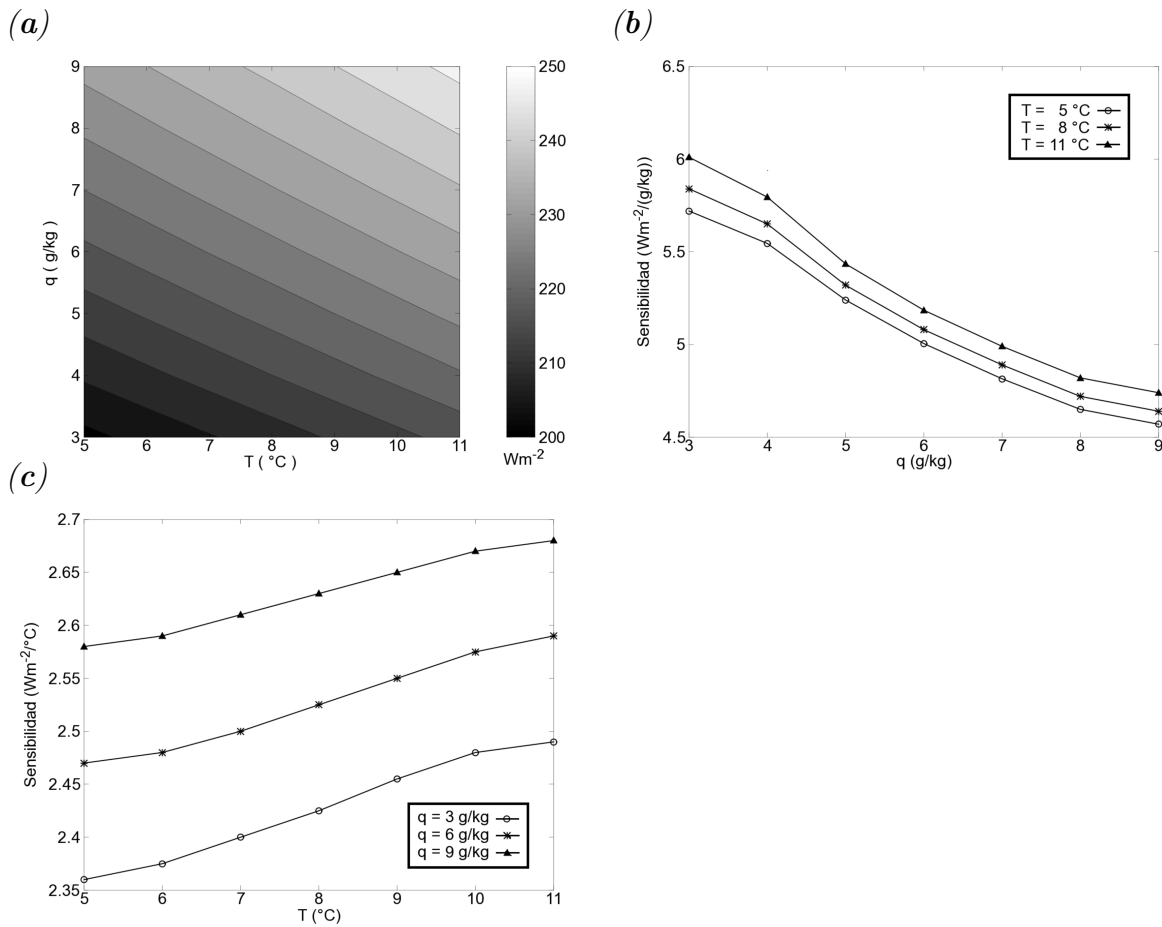 (a)
9
8
7
6
5
4
3
q ( g/kg )
5 6 7 8 9 10 11
T ( °C )
250
240
230
220
210
200
Wm-2
(b)
6.5
6
5.5
5
4.5
Sensibilidad (Wm-2/(g/kg))
T = 5 °C
T = 8 °C
T = 11 °C
3 4 5 6 7 8 9
q (g/kg)
(c)
2.7
2.65
2.6
2.55
2.5
2.45
2.4
2.35
Sensibilidad (Wm-2/°C)
q = 3 g/kg
q = 6 g/kg
q = 9 g/kg
5 6 7 8 9 10 11
T (°C)